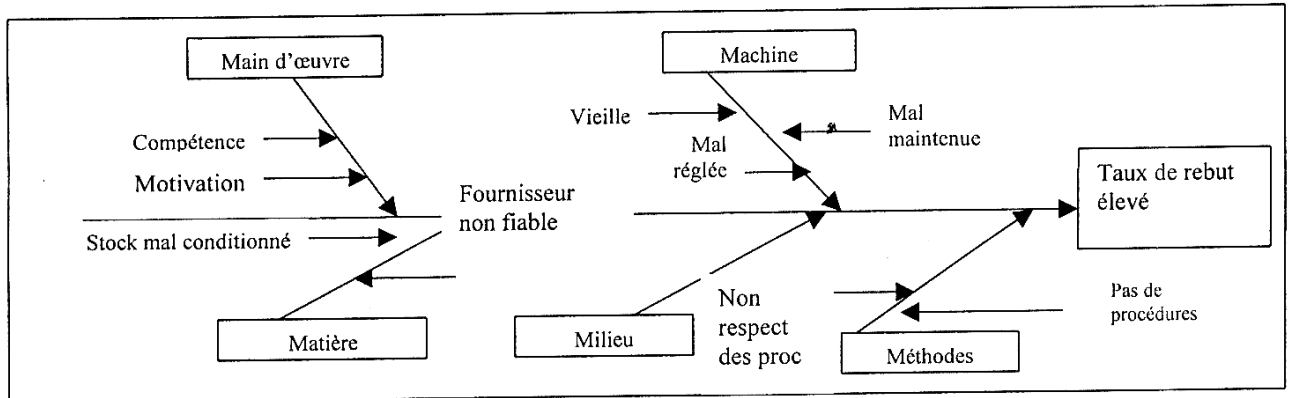 Main d'œuvre
Machine
Vieille
Mal
maintenue
Compétence
Mal
réglée
Motivation
Fournisseur
non fiable
Taux de rebut
élevé
Stock mal conditionné
Non
respect
des proc
Pas de
procédures
Matière
Milieu
Méthodes